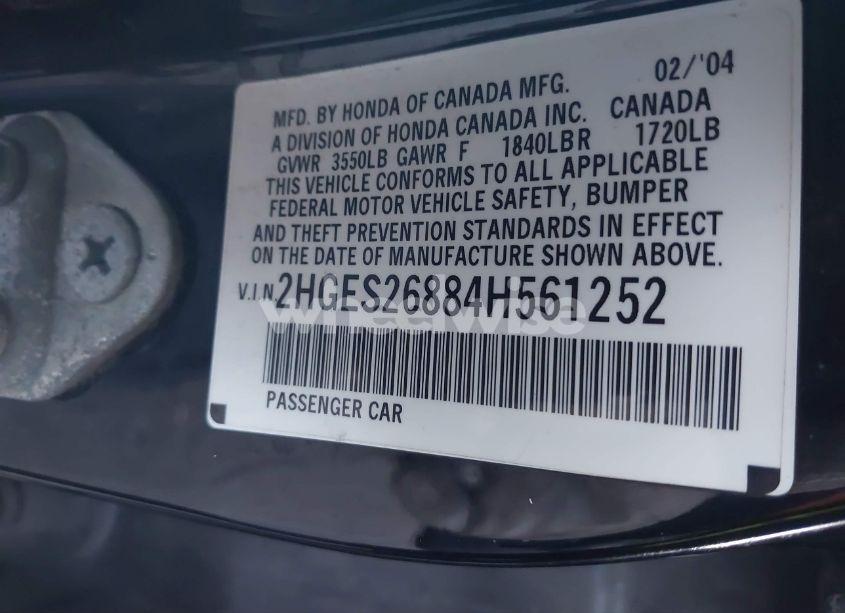 02/'04
MFD. BY HONDA OF CANADA MFG.
A DIVISION OF HONDA CANADA INC. CANADA
GVWR 3550LB GAWR F 1840LBR 1720LB
THIS VEHICLE CONFORMS TO ALL APPLICABLE
FEDERAL MOTOR VEHICLE SAFETY, BUMPER
AND THEFT PREVENTION STANDARDS IN EFFECT
ON THE DATE OF MANUFACTURE SHOWN ABOVE.
V.I.N. 2HGES26884H561252
wheelwise
PASSENGER CAR